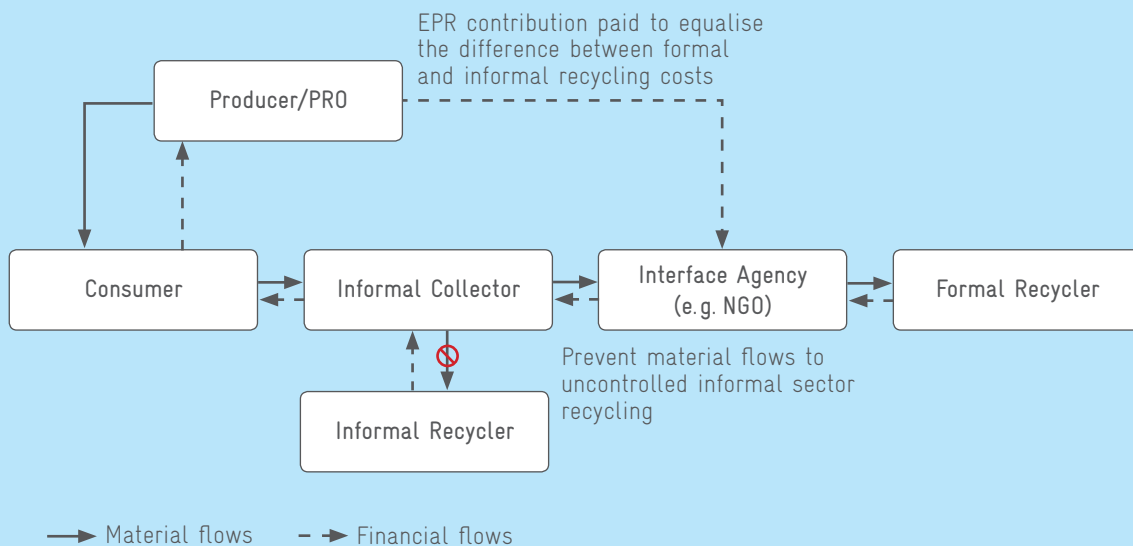 EPR contribution paid to equalise
the difference between formal
and informal recycling costs
Producer/PRO
Consumer
Informal Collector
Interface Agency
(e.g. NGO)
Formal Recycler
Prevent material flows to
uncontrolled informal sector
recycling
Informal Recycler
Material flows
Financial flows